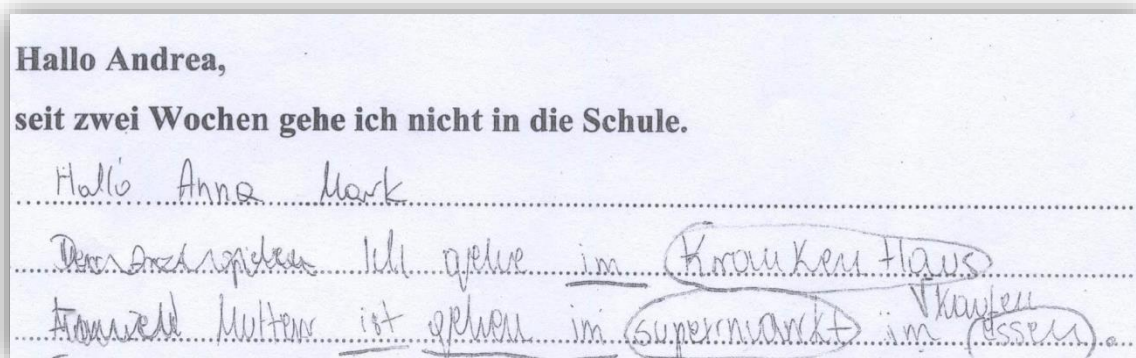 Hallo Andrea,
seit zwei Wochen gehe ich nicht in die Schule.
Hallo Anna Mark
Ich gehe im Kranken Haus
Mutter ist gehen im supermarkt im kaufen essen.